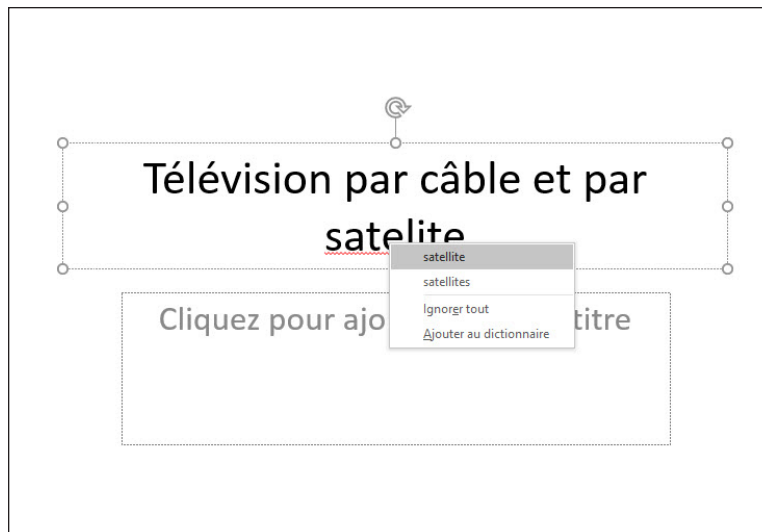 Télévision par câble et par
satelite
satellite
satellites
Ignorer tout
Ajouter au dictionnaire
Cliquez pour ajo titre